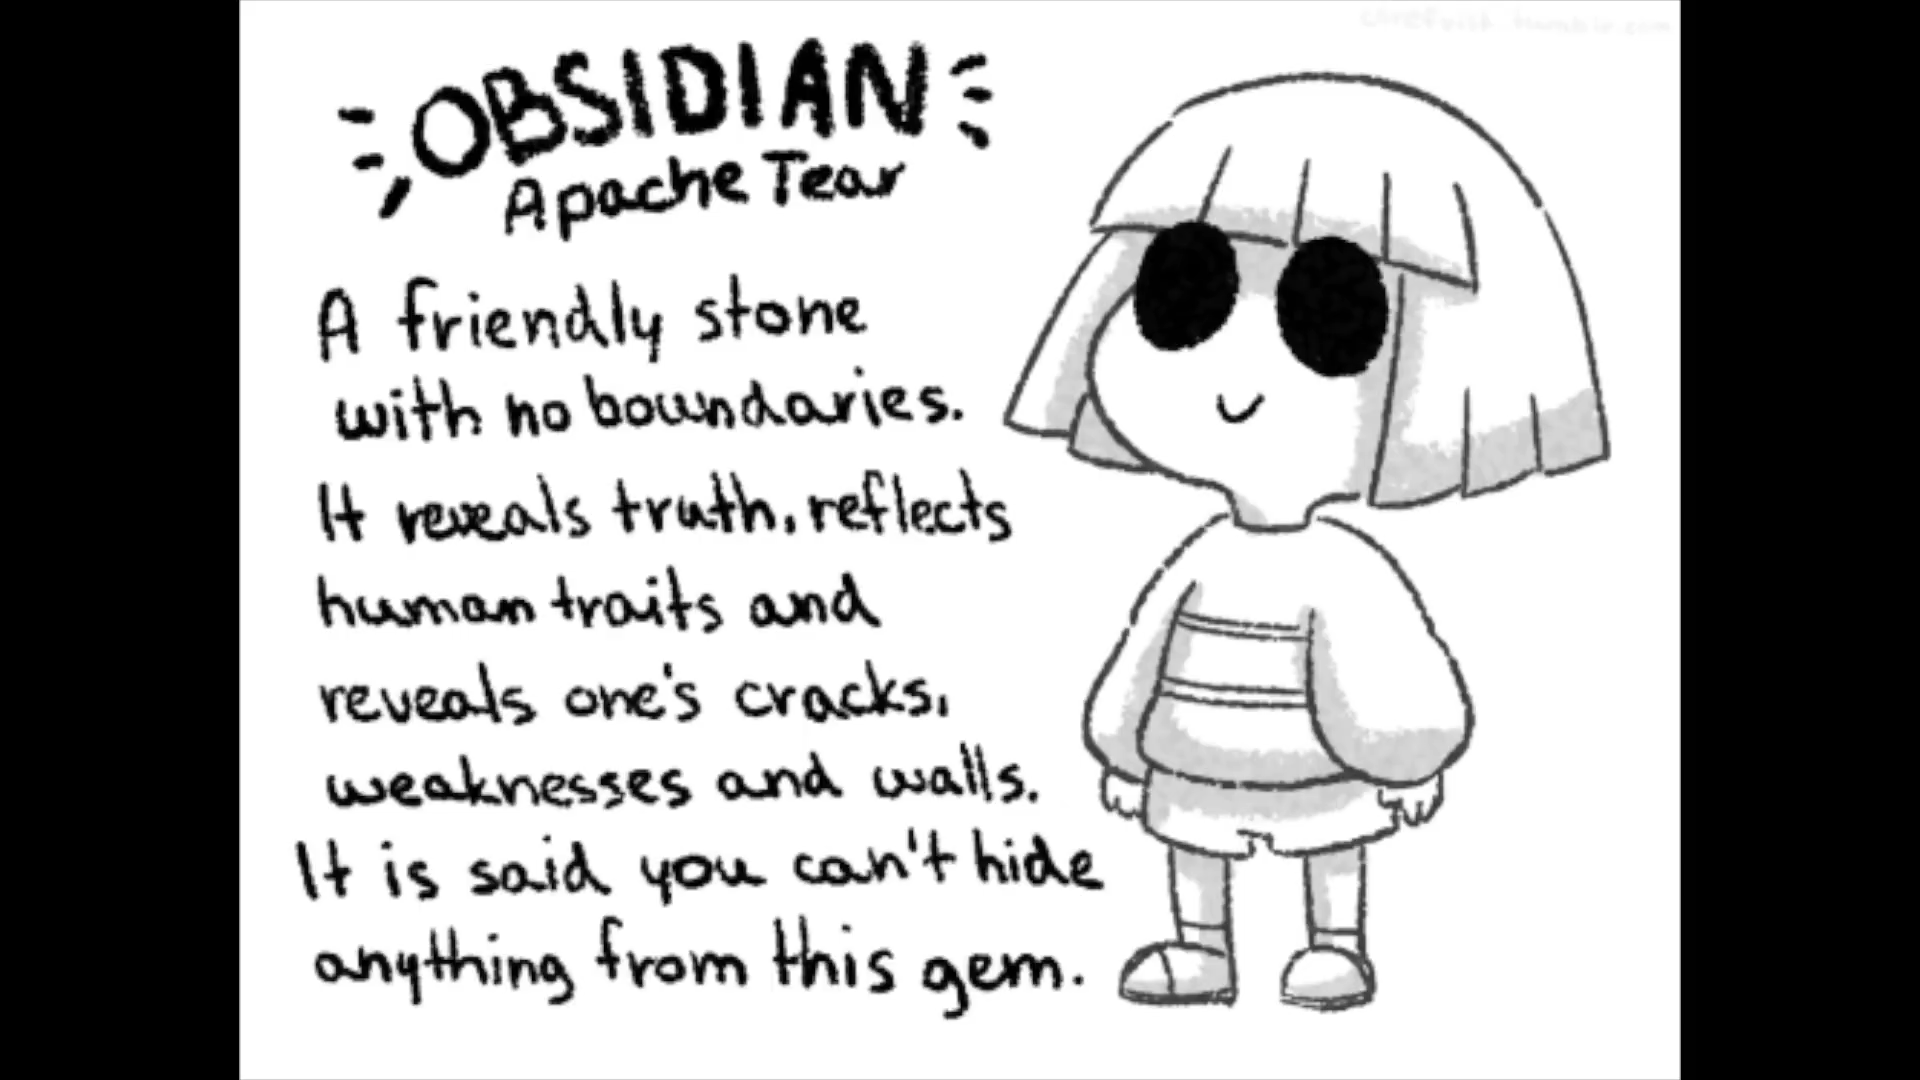 OBSIDIAN
Apache Tear
A friendly stone
with no boundaries.
It reveals truth, reflects
human traits and
reveals one's cracks,
weaknesses and walls.
It is said you can't hide
anything from this gem.